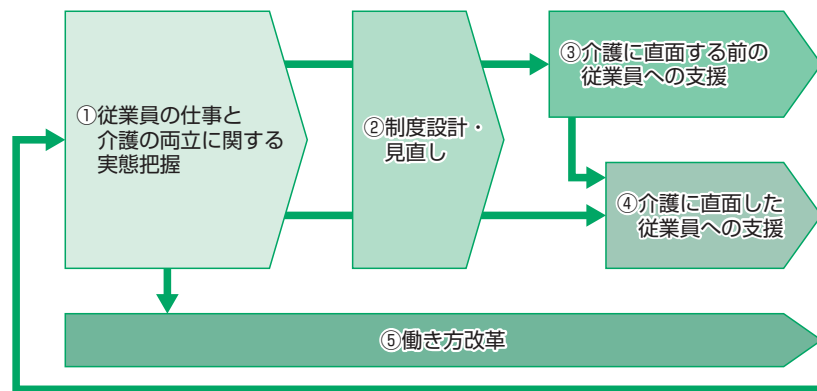 ①従業員の仕事と
介護の両立に関する
実態把握
②制度設計・
見直し
③介護に直面する前の
従業員への支援
④介護に直面した
従業員への支援
⑤働き方改革